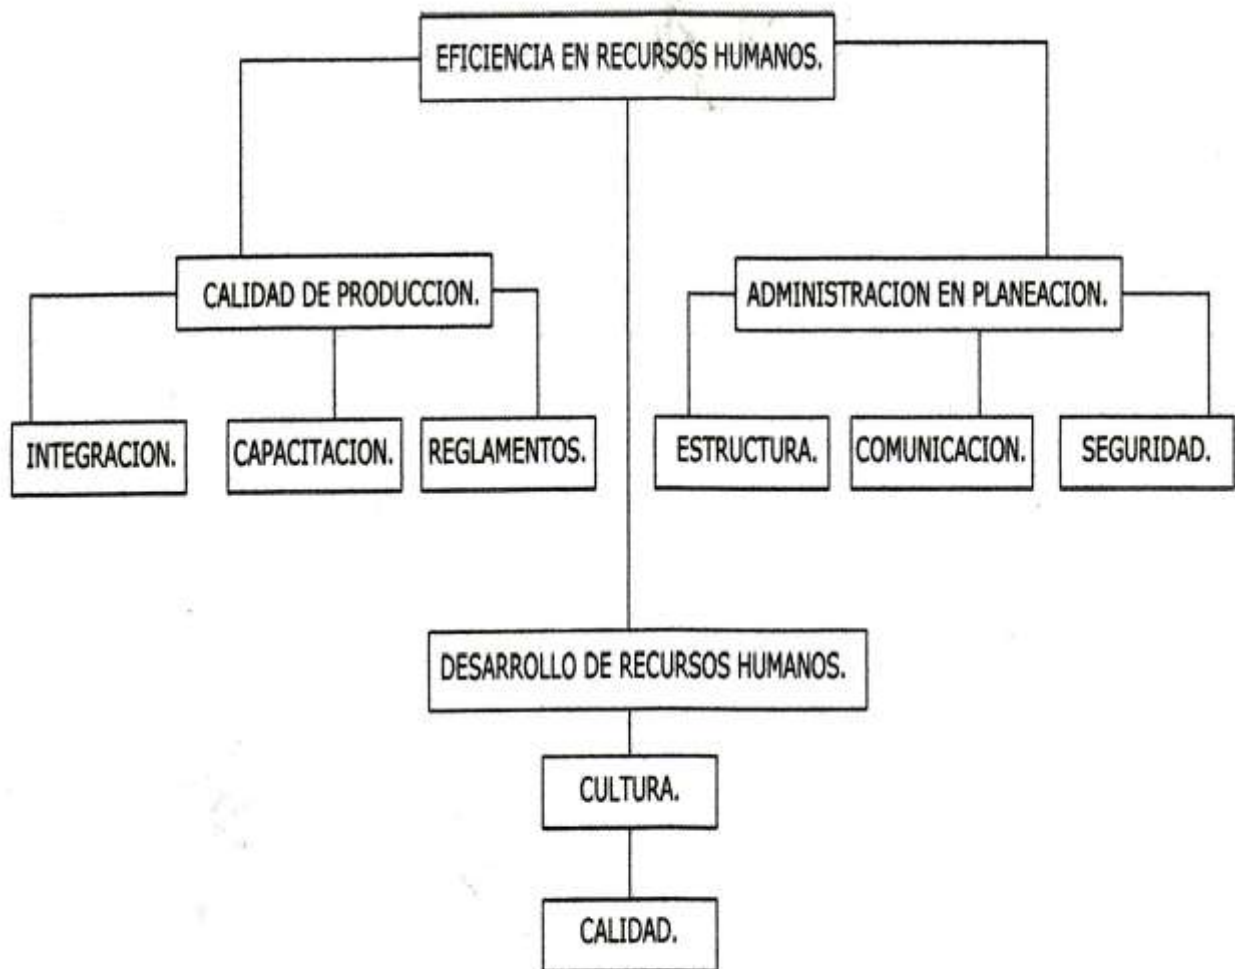 EFICIENCIA EN RECURSOS HUMANOS.
CALIDAD DE PRODUCCION.
ADMINISTRACION EN PLANEACION.
INTEGRACION.
CAPACITACION.
REGLAMENTOS.
ESTRUCTURA.
COMUNICACION.
SEGURIDAD.
DESARROLLO DE RECURSOS HUMANOS.
CULTURA.
CALIDAD.